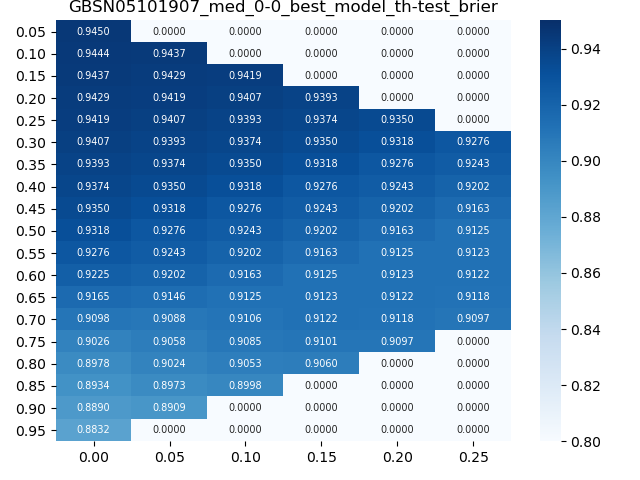 GBSN05101907_med_0-0_best_model_th-test_brier
0.05 0.9450 0.0000 0.0000 0.0000 0.0000 0.0000
0.10 0.9444 0.9437 0.0000 0.0000 0.0000 0.0000
0.15 0.9437 0.9429 0.9419 0.0000 0.0000 0.0000
0.20 0.9429 0.9419 0.9407 0.9393 0.0000 0.0000
0.25 0.9419 0.9407 0.9393 0.9374 0.9350 0.0000
0.30 0.9407 0.9393 0.9374 0.9350 0.9318 0.9276
0.35 0.9393 0.9374 0.9350 0.9318 0.9276 0.9243
0.40 0.9374 0.9350 0.9318 0.9276 0.9243 0.9202
0.45 0.9350 0.9318 0.9276 0.9243 0.9202 0.9163
0.50 0.9318 0.9276 0.9243 0.9202 0.9163 0.9125
0.55 0.9276 0.9243 0.9202 0.9163 0.9125 0.9123
0.60 0.9225 0.9202 0.9163 0.9125 0.9123 0.9122
0.65 0.9165 0.9146 0.9125 0.9123 0.9122 0.9118
0.70 0.9098 0.9088 0.9106 0.9122 0.9118 0.9097
0.75 0.9026 0.9058 0.9085 0.9101 0.9097 0.0000
0.80 0.8978 0.9024 0.9053 0.9060 0.0000 0.0000
0.85 0.8934 0.8973 0.8998 0.0000 0.0000 0.0000
0.90 0.8890 0.8909 0.0000 0.0000 0.0000 0.0000
0.95 0.8832 0.0000 0.0000 0.0000 0.0000 0.0000
0.00 0.05 0.10 0.15 0.20 0.25
0.94
0.92
0.90
0.88
0.86
0.84
0.82
0.80